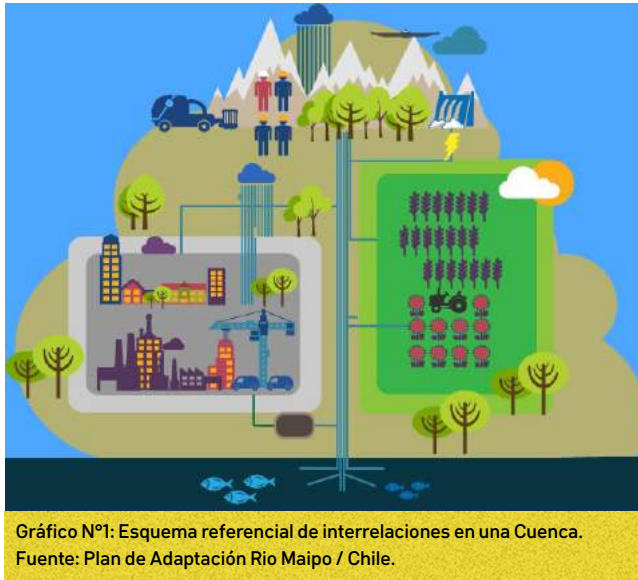 Gráfico N°1: Esquema referencial de interrelaciones en una Cuenca.
Fuente: Plan de Adaptación Rio Maipo / Chile.